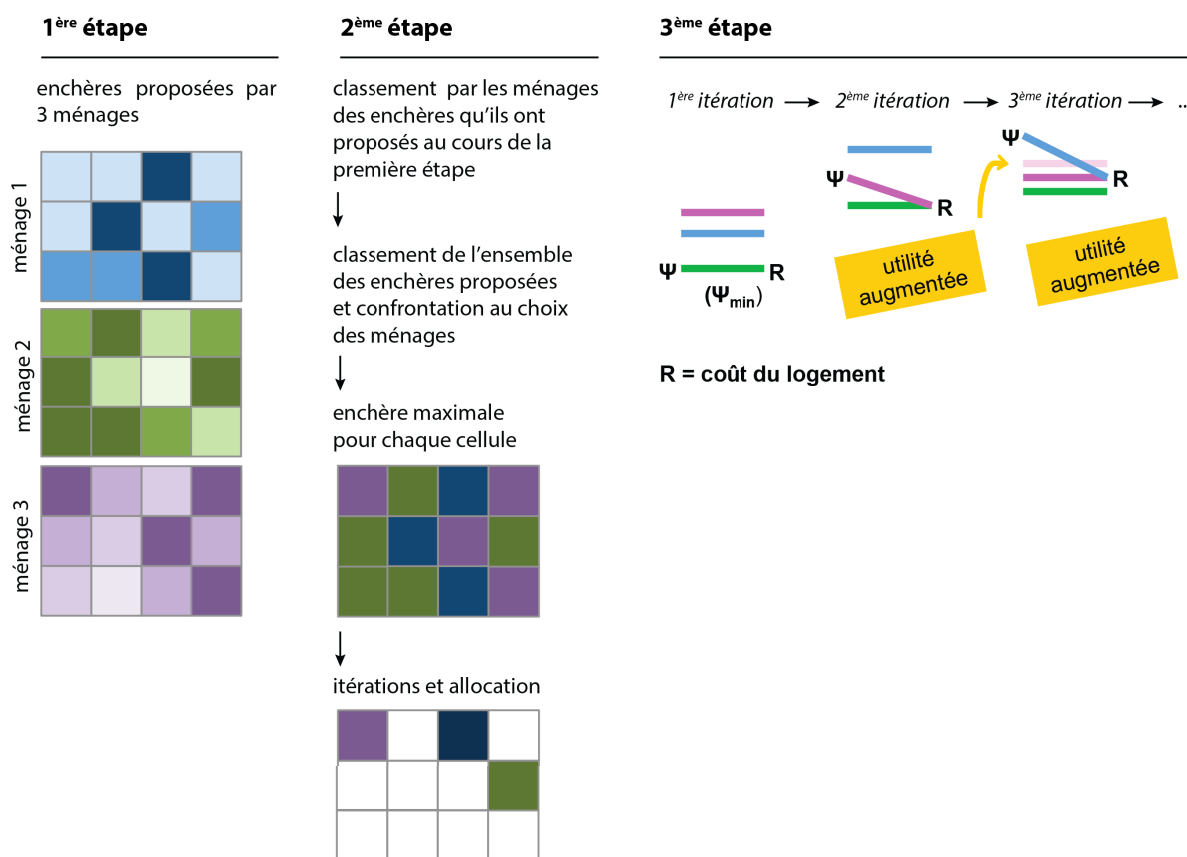 1ère étape
enchères proposées par
3 ménages
ménage 1
ménage 2
ménage 3
2ème étape
classement par les ménages
des enchères qu'ils ont
proposés au cours de la
première étape
classement de l'ensemble
des enchères proposées
et confrontation au choix
des ménages
enchère maximale
pour chaque cellule
itérations et allocation
3ème étape
1ère itération → 2ème itération → 3ème itération → ..
Ψ R
(Ψmin)
Ψ R
utilité
augmentée
Ψ R
utilité
augmentée
R = coût du logement